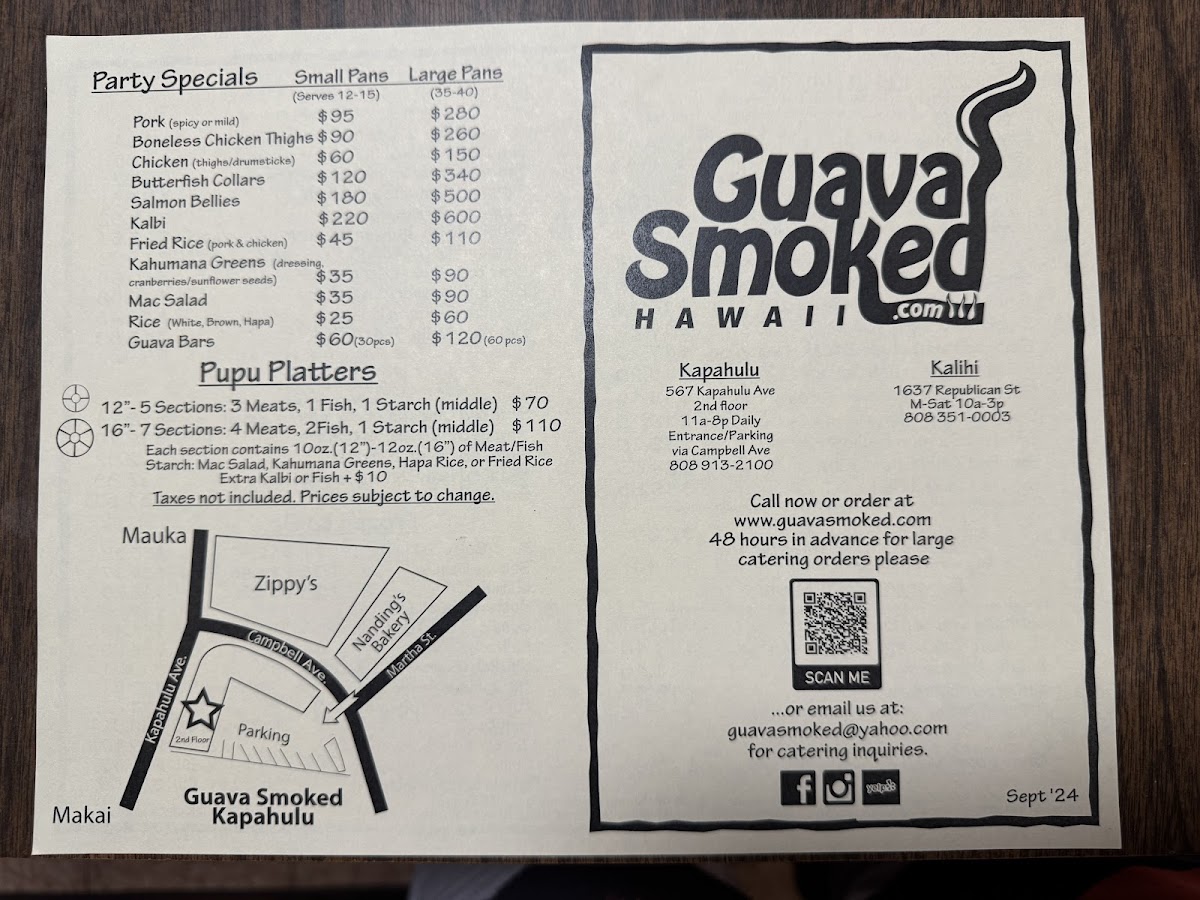 Party Specials Small Pans Large Pans
(Serves 12-15) (35-40)
Pork (spicy or mild) $95 $280
Boneless Chicken Thighs $90 $260
Chicken (thighs/drumsticks) $60 $150
Butterfish Collars $120 $340
Salmon Bellies $180 $500
Kalbi $220 $600
Fried Rice (pork & chicken) $45 $110
Kahumana Greens (dressing,
cranberries/sunflower seeds) $35 $90
Mac Salad $35 $90
Rice (White, Brown, Hapa) $25 $60
Guava Bars $60(30pcs) $120(60 pcs)
Pupu Platters
12"- 5 Sections: 3 Meats, 1 Fish, 1 Starch (middle) $70
16"- 7 Sections: 4 Meats, 2Fish, 1 Starch (middle) $110
Each section contains 10oz.(12")-12oz.(16") of Meat/Fish
Starch: Mac Salad, Kahumana Greens, Hapa Rice, or Fried Rice
Extra Kalbi or Fish + $10
Taxes not included. Prices subject to change.
Mauka
Zippy's
Nanding's
Bakery
Campbell Ave.
Martha St.
Kapahulu Ave.
2nd Floor
Parking
Guava Smoked
Kapahulu
Makai
Guava
Smoked
HAWAII
.com
Kapahulu
567 Kapahulu Ave
2nd floor
11a-8p Daily
Entrance/Parking
via Campbell Ave
808 913-2100
Kalihi
1637 Republican St
M-Sat 10a-3p
808 351-0003
Call now or order at
www.guavasmoked.com
48 hours in advance for large
catering orders please
SCAN ME
...or email us at:
guavasmoked@yahoo.com
for catering inquiries.
f
yelp
Sept '24